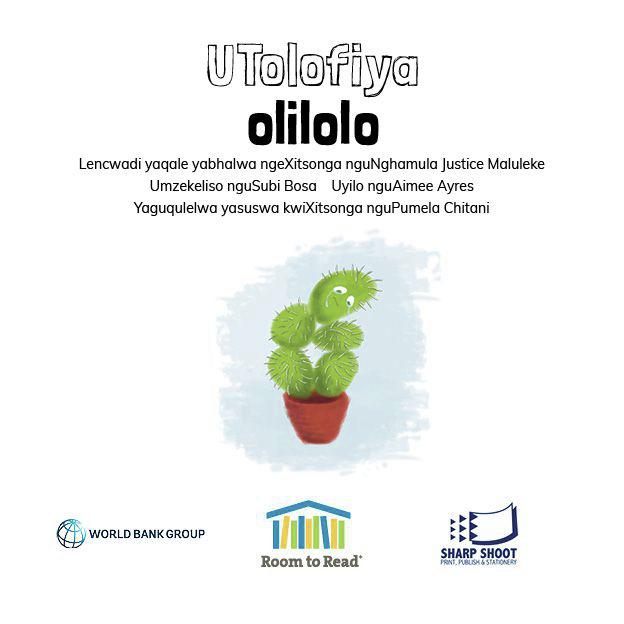 UTolofiya
olilolo
Lencwadi yaqale yabhalwa ngeXitsonga nguNghamula Justice Maluleke
Umzekeliso nguSubi Bosa Uyilo nguAimee Ayres
Yaguqulelwa yasuswa kwiXitsonga nguPumela Chitani
WORLD BANK GROUP
Room to Read®
SHARP SHOOT
PRINT, PUBLISH & STATIONERY